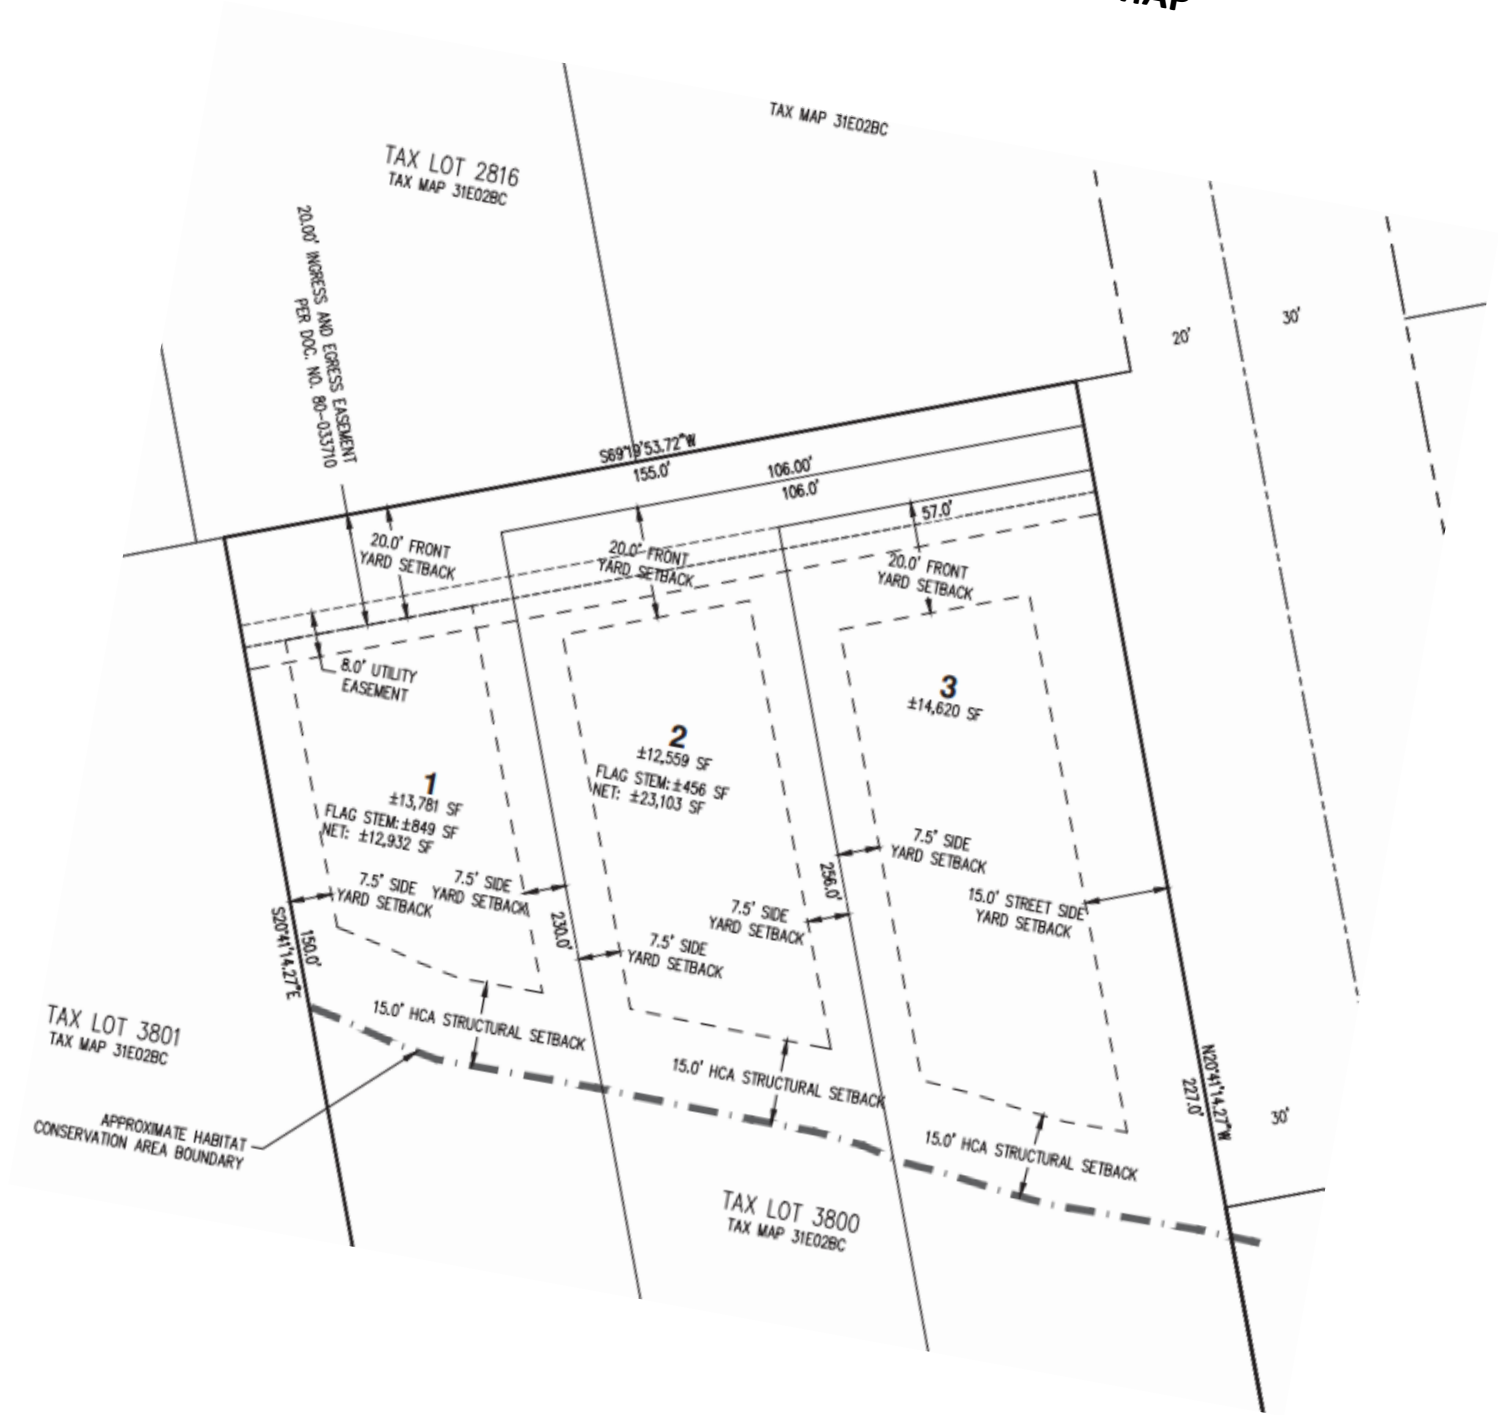 TAX MAP 31E02BC
TAX LOT 2816
TAX MAP 31E02BC
20.00' INGRESS AND EGRESS EASEMENT
PER DOC. NO. 80-033710
20'
30'
S69°19'53.72"W
155.0'
106.00'
106.0'
57.0'
20.0' FRONT
YARD SETBACK
20.0' FRONT
YARD SETBACK
20.0' FRONT
YARD SETBACK
8.0' UTILITY
EASEMENT
1
±13,781 SF
FLAG STEM:±849 SF
NET: ±12,932 SF
2
±12,559 SF
FLAG STEM:±456 SF
NET: ±23,103 SF
3
±14,620 SF
7.5' SIDE
YARD SETBACK
7.5' SIDE
YARD SETBACK
7.5' SIDE
YARD SETBACK
7.5' SIDE
YARD SETBACK
7.5' SIDE
YARD SETBACK
15.0' STREET SIDE
YARD SETBACK
S20°41'14.27"E
150.0'
230.0'
256.0'
N20°41'14.27"W
227.0'
30'
15.0' HCA STRUCTURAL SETBACK
15.0' HCA STRUCTURAL SETBACK
15.0' HCA STRUCTURAL SETBACK
TAX LOT 3801
TAX MAP 31E02BC
APPROXIMATE HABITAT
CONSERVATION AREA BOUNDARY
TAX LOT 3800
TAX MAP 31E02BC